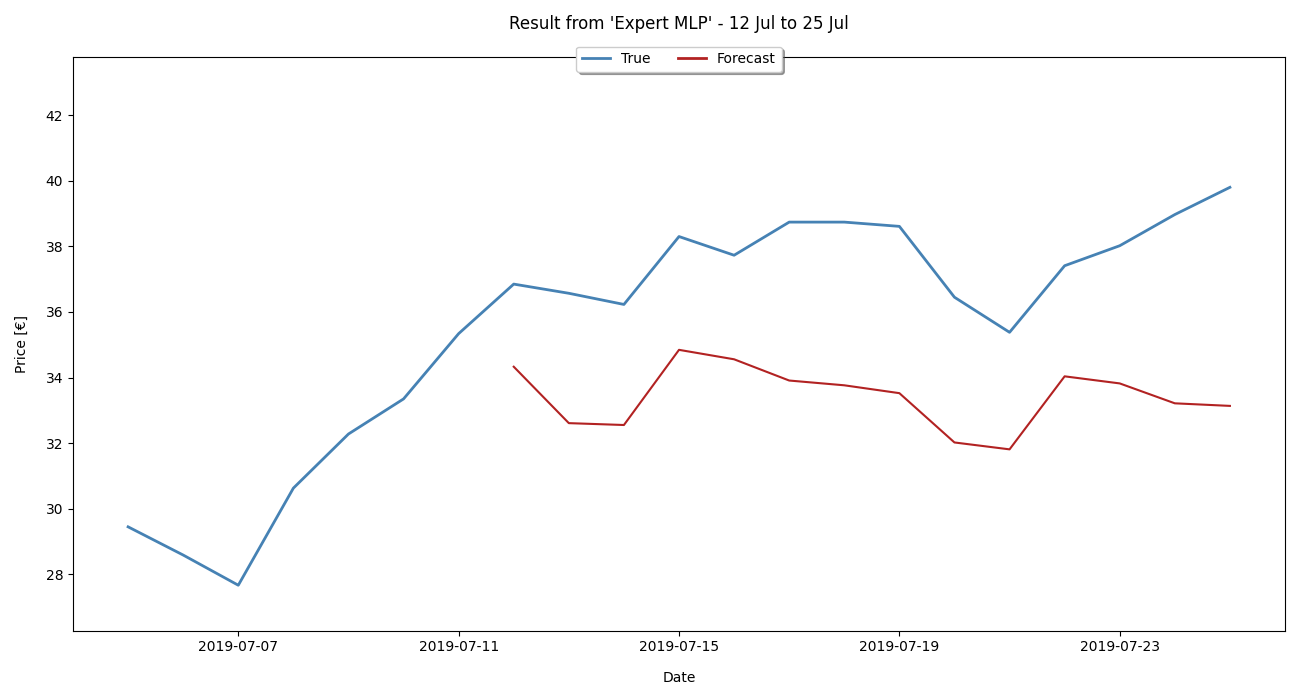 Result from 'Expert MLP' - 12 Jul to 25 Jul
True Forecast
Price [€]
42
40
38
36
34
32
30
28
2019-07-07 2019-07-11 2019-07-15 2019-07-19 2019-07-23
Date